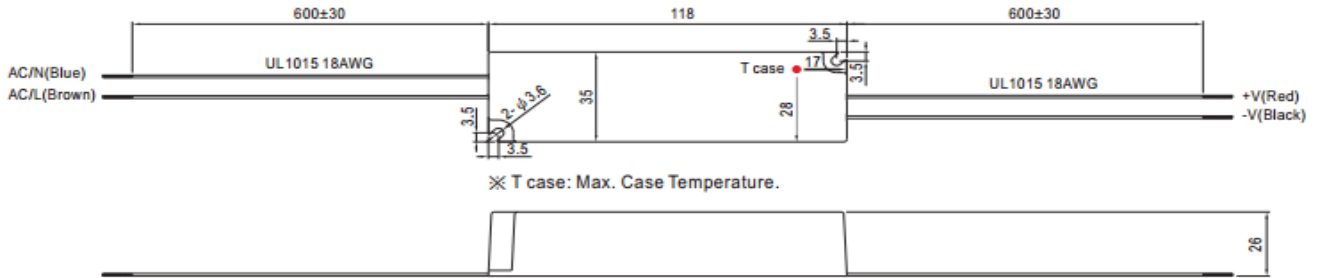 600±30
118
600±30
3.5
AC/N(Blue)
UL1015 18AWG
T case
17
3.5
AC/L(Brown)
UL1015 18AWG
+V(Red)
35
28
-V(Black)
2-φ3.6
3.5
3.5
※ T case: Max. Case Temperature.
26